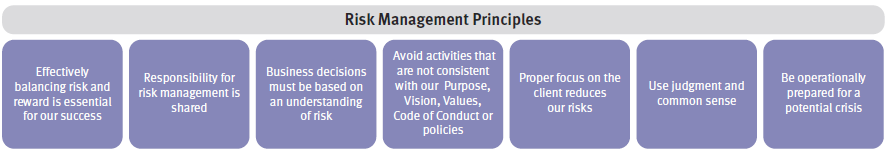 Risk Management Principles
Effectively
balancing risk and
reward is essential
for our success
Responsibility for
risk management is
shared
Business decisions
must be based on
an understanding
of risk
Avoid activities that
are not consistent
with our Purpose,
Vision, Values,
Code of Conduct or
policies
Proper focus on the
client reduces
our risks
Use judgment and
common sense
Be operationally
prepared for a
potential crisis